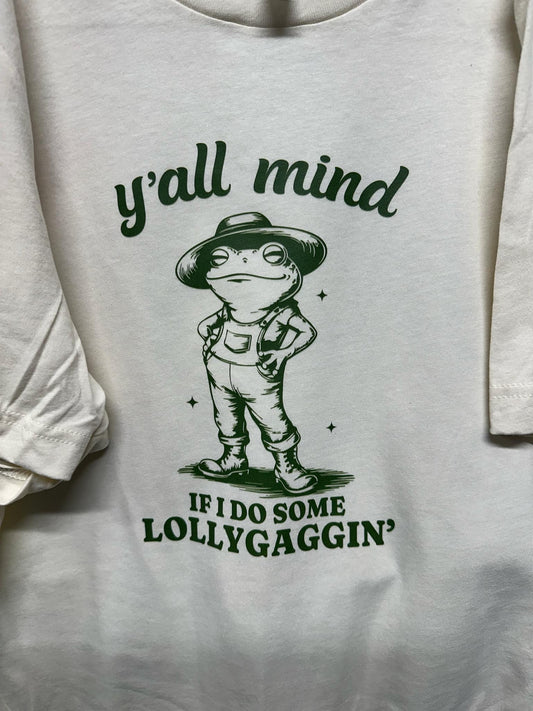 y'all mind
IF I DO SOME
LOLLYGAGGIN'